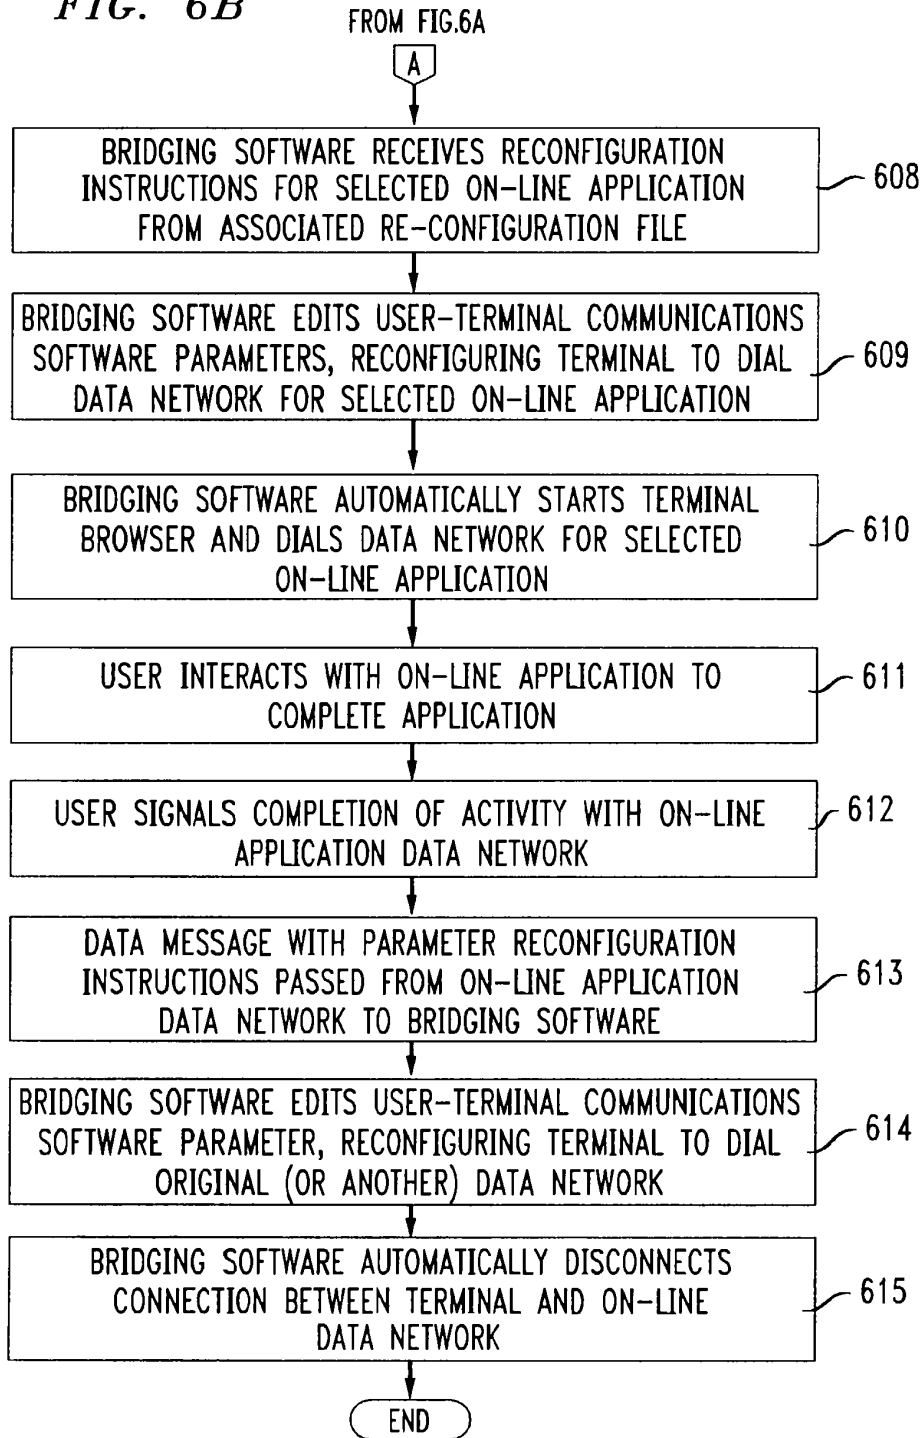 FIG. 6B
FROM FIG.6A
A
BRIDGING SOFTWARE RECEIVES RECONFIGURATION
INSTRUCTIONS FOR SELECTED ON-LINE APPLICATION
FROM ASSOCIATED RE-CONFIGURATION FILE
608
BRIDGING SOFTWARE EDITS USER-TERMINAL COMMUNICATIONS
SOFTWARE PARAMETERS, RECONFIGURING TERMINAL TO DIAL
DATA NETWORK FOR SELECTED ON-LINE APPLICATION
609
BRIDGING SOFTWARE AUTOMATICALLY STARTS TERMINAL
BROWSER AND DIALS DATA NETWORK FOR SELECTED
ON-LINE APPLICATION
610
USER INTERACTS WITH ON-LINE APPLICATION TO
COMPLETE APPLICATION
611
USER SIGNALS COMPLETION OF ACTIVITY WITH ON-LINE
APPLICATION DATA NETWORK
612
DATA MESSAGE WITH PARAMETER RECONFIGURATION
INSTRUCTIONS PASSED FROM ON-LINE APPLICATION
DATA NETWORK TO BRIDGING SOFTWARE
613
BRIDGING SOFTWARE EDITS USER-TERMINAL COMMUNICATIONS
SOFTWARE PARAMETER, RECONFIGURING TERMINAL TO DIAL
ORIGINAL (OR ANOTHER) DATA NETWORK
614
BRIDGING SOFTWARE AUTOMATICALLY DISCONNECTS
CONNECTION BETWEEN TERMINAL AND ON-LINE
DATA NETWORK
615
END